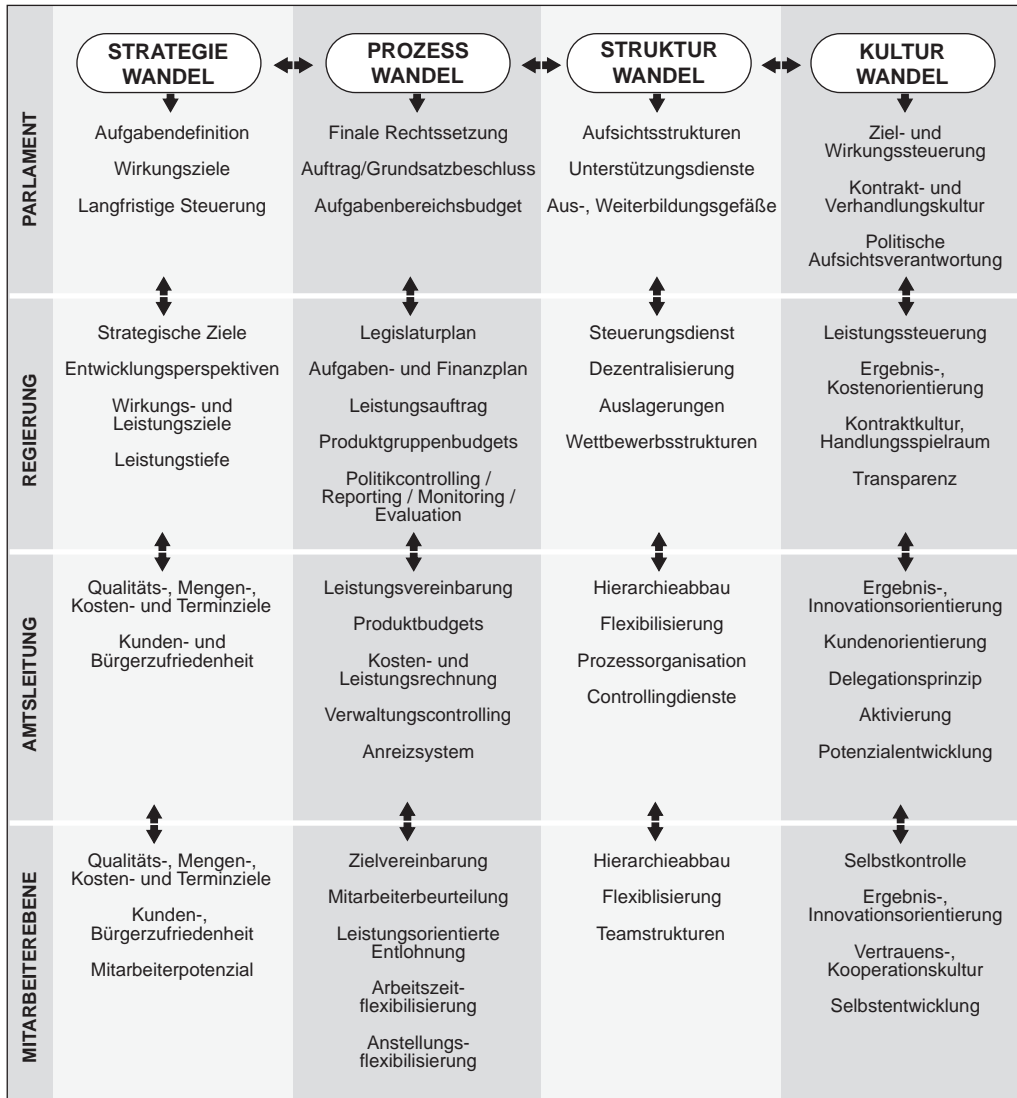 STRATEGIE
WANDEL
PROZESS
WANDEL
STRUKTUR
WANDEL
KULTUR
WANDEL
PARLAMENT
Aufgabendefinition
Wirkungsziele
Langfristige Steuerung
Finale Rechtssetzung
Auftrag/Grundsatzbeschluss
Aufgabenbereichsbudget
Aufsichtsstrukturen
Unterstützungsdienste
Aus-, Weiterbildungsgefäße
Ziel- und
Wirkungssteuerung
Kontrakt- und
Verhandlungskultur
Politische
Aufsichtsverantwortung
REGIERUNG
Strategische Ziele
Entwicklungsperspektiven
Wirkungs- und
Leistungsziele
Leistungstiefe
Legislaturplan
Aufgaben- und Finanzplan
Leistungsauftrag
Produktgruppenbudgets
Politikcontrolling /
Reporting / Monitoring /
Evaluation
Steuerungsdienst
Dezentralisierung
Auslagerungen
Wettbewerbsstrukturen
Leistungssteuerung
Ergebnis-,
Kostenorientierung
Kontraktkultur,
Handlungsspielraum
Transparenz
AMTSLEITUNG
Qualitäts-, Mengen-,
Kosten- und Terminziele
Kunden- und
Bürgerzufriedenheit
Leistungsvereinbarung
Produktbudgets
Kosten- und
Leistungsrechnung
Verwaltungscontrolling
Anreizsystem
Hierarchieabbau
Flexibilisierung
Prozessorganisation
Controllingdienste
Ergebnis-,
Innovationsorientierung
Kundenorientierung
Delegationsprinzip
Aktivierung
Potenzialentwicklung
MITARBEITEREBENE
Qualitäts-, Mengen-,
Kosten- und Terminziele
Kunden-,
Bürgerzufriedenheit
Mitarbeiterpotenzial
Zielvereinbarung
Mitarbeiterbeurteilung
Leistungsorientierte
Entlohnung
Arbeitszeit-
flexibilisierung
Anstellungs-
flexibilisierung
Hierarchieabbau
Flexiblisierung
Teamstrukturen
Selbstkontrolle
Ergebnis-,
Innovationsorientierung
Vertrauens-,
Kooperationskultur
Selbstentwicklung